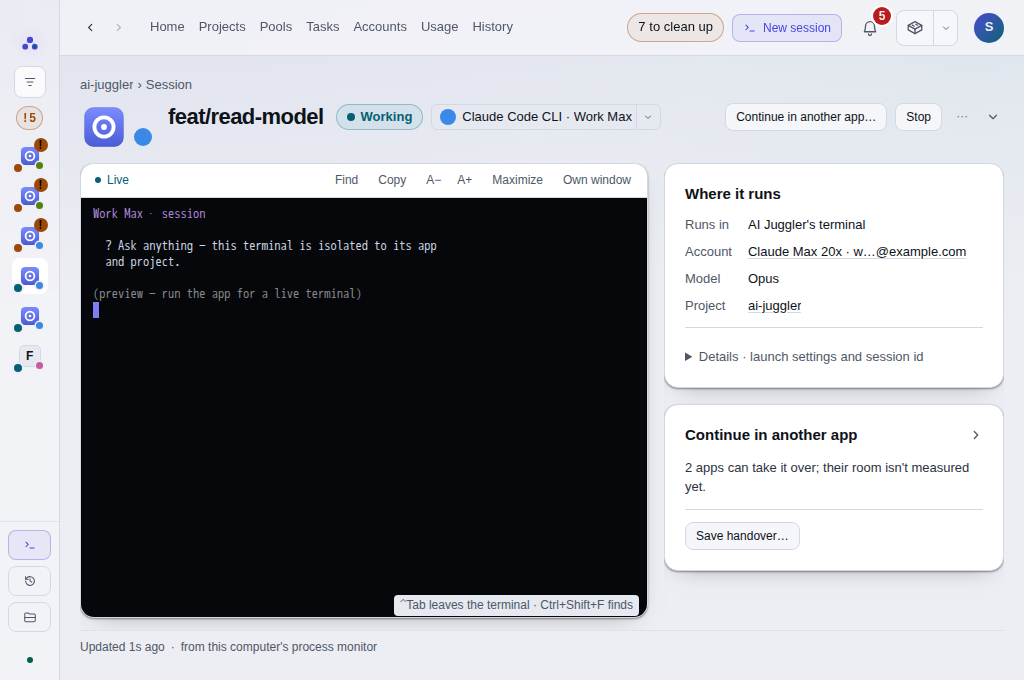 Home Projects Pools Tasks Accounts Usage History
7 to clean up
New session
5
S
! 5
!
!
!
F
ai-juggler › Session
feat/read-model
Working
Claude Code CLI · Work Max
Continue in another app…
Stop
Live
Find Copy A− A+ Maximize Own window
Work Max · session
? Ask anything — this terminal is isolated to its app
and project.
(preview — run the app for a live terminal)
^Tab leaves the terminal · Ctrl+Shift+F finds
Where it runs
Runs in AI Juggler's terminal
Account Claude Max 20x · w…@example.com
Model Opus
Project ai-juggler
Details · launch settings and session id
Continue in another app
2 apps can take it over; their room isn't measured
yet.
Save handover…
Updated 1s ago · from this computer's process monitor